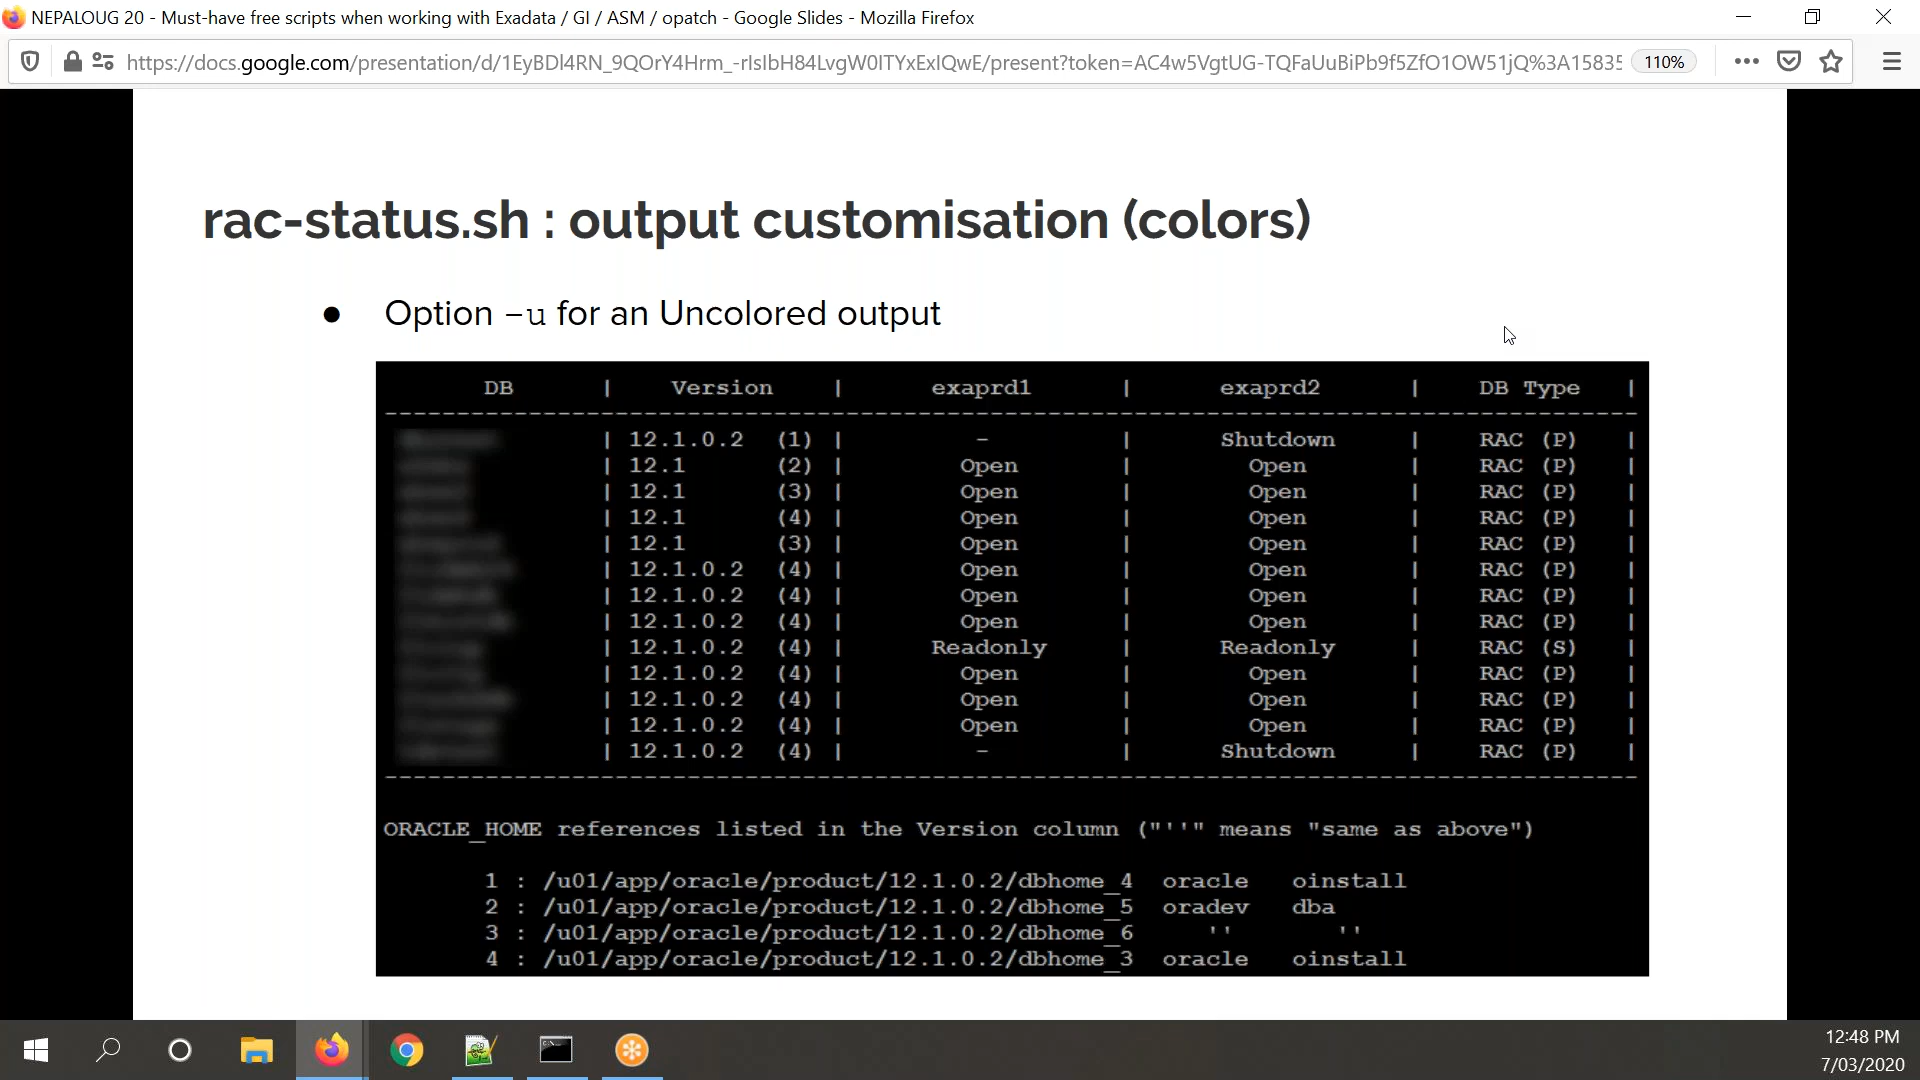 NEPALOUG 20 - Must-have free scripts when working with Exadata / GI / ASM / opatch - Google Slides - Mozilla Firefox
https://docs.google.com/presentation/d/1EyBDl4RN_9QOrY4Hrm_-rIsIbH84LvgW0ITYxExIQwE/present?token=AC4w5VgtUG-TQFaUuBiPb9f5ZfO1OW51jQ%3A15835 110%
rac-status.sh : output customisation (colors)
● Option -u for an Uncolored output
DB | Version | exaprd1 | exaprd2 | DB Type |
| 12.1.0.2 (1) | - | Shutdown | RAC (P) |
| 12.1 (2) | Open | Open | RAC (P) |
| 12.1 (3) | Open | Open | RAC (P) |
| 12.1 (4) | Open | Open | RAC (P) |
| 12.1 (3) | Open | Open | RAC (P) |
| 12.1.0.2 (4) | Open | Open | RAC (P) |
| 12.1.0.2 (4) | Open | Open | RAC (P) |
| 12.1.0.2 (4) | Open | Open | RAC (P) |
| 12.1.0.2 (4) | Readonly | Readonly | RAC (S) |
| 12.1.0.2 (4) | Open | Open | RAC (P) |
| 12.1.0.2 (4) | Open | Open | RAC (P) |
| 12.1.0.2 (4) | Open | Open | RAC (P) |
| 12.1.0.2 (4) | - | Shutdown | RAC (P) |
ORACLE_HOME references listed in the Version column ("''" means "same as above")
1 : /u01/app/oracle/product/12.1.0.2/dbhome_4 oracle oinstall
2 : /u01/app/oracle/product/12.1.0.2/dbhome_5 oradev dba
3 : /u01/app/oracle/product/12.1.0.2/dbhome_6 '' ''
4 : /u01/app/oracle/product/12.1.0.2/dbhome_3 oracle oinstall
12:48 PM
7/03/2020